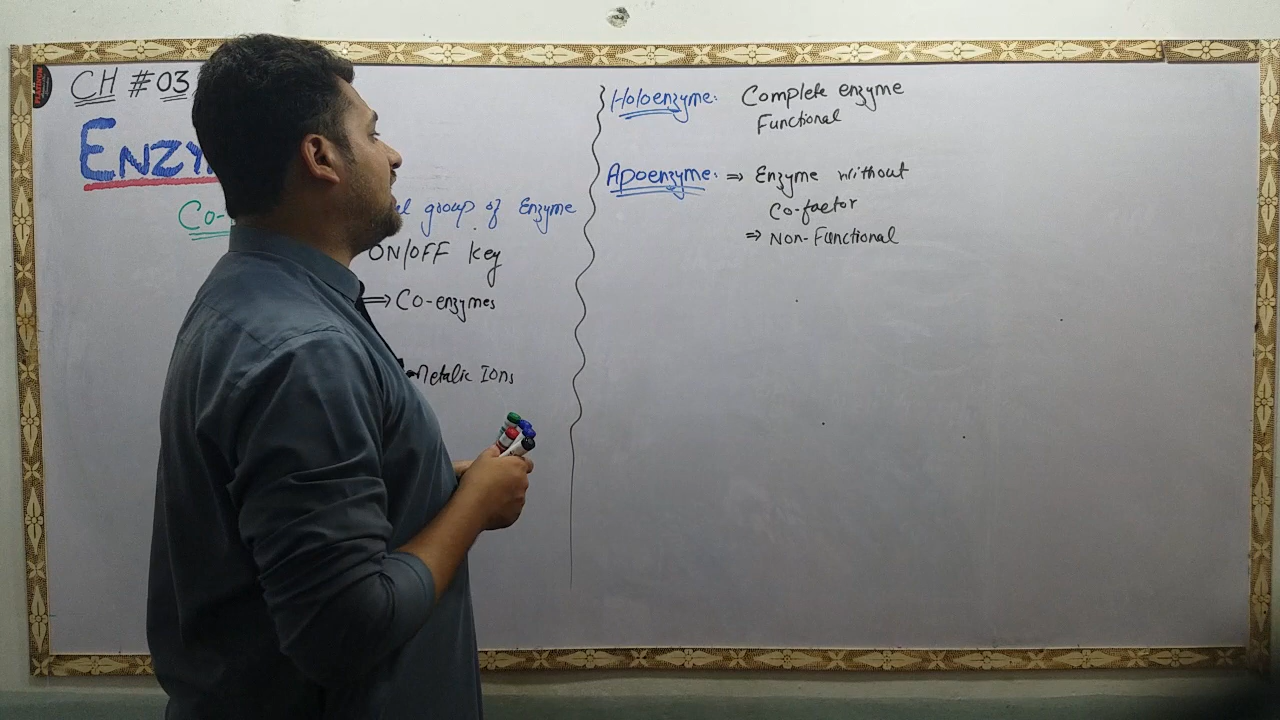 CH # 03
PLATINUM
ENZY
Co-
group of Enzyme
ON/OFF key
⇒ Co-enzymes
Metalic Ions
Holoenzyme: Complete enzyme
Functional
Apoenzyme: ⇒ Enzyme without
Co-factor
⇒ Non-Functional